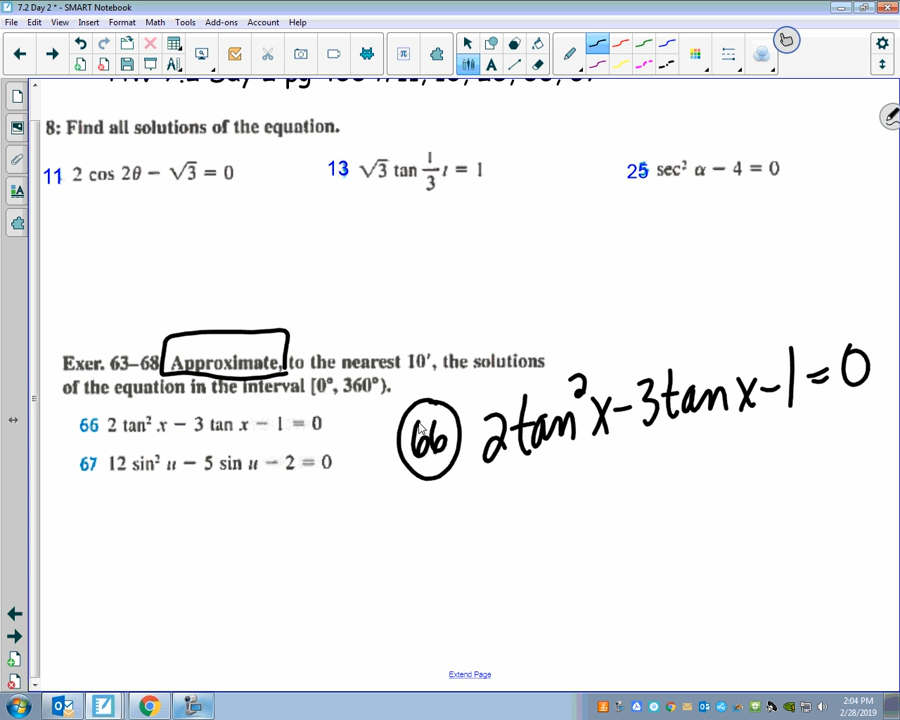 7.2 Day 2 * - SMART Notebook
File Edit View Insert Format Math Tools Add-ons Account Help
8: Find all solutions of the equation.
11 2 cos 2θ − √3 = 0
13 √3 tan 1/3 t = 1
25 sec² α − 4 = 0
Exer. 63–68 Approximate, to the nearest 10′, the solutions
of the equation in the interval [0°, 360°).
66 2 tan² x − 3 tan x − 1 = 0
67 12 sin² u − 5 sin u − 2 = 0
66 2tan²x-3tanx-1=0
Extend Page
2:04 PM
2/28/2019